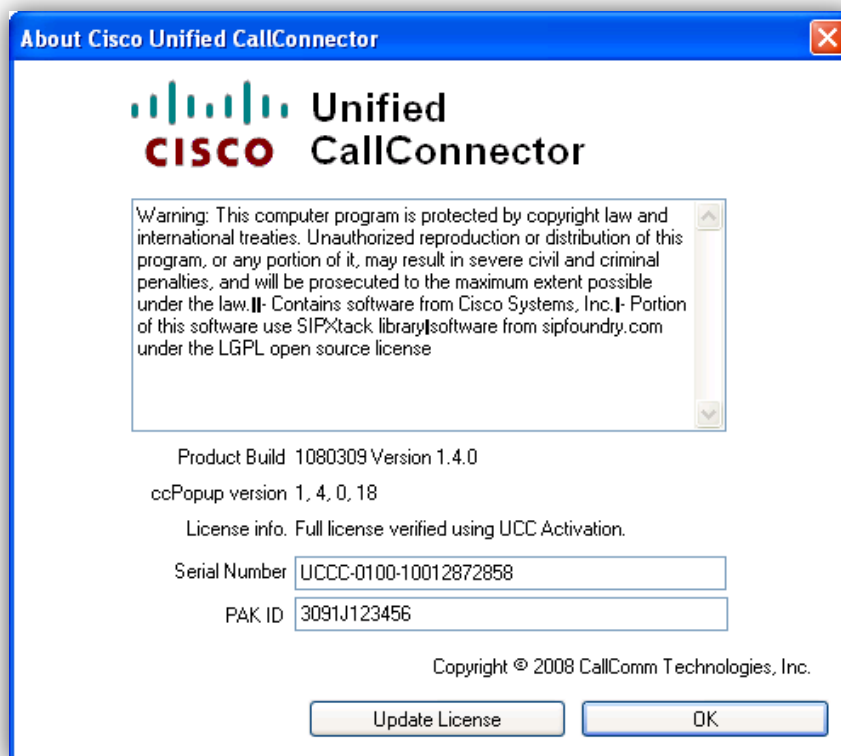 About Cisco Unified CallConnector
CISCO
Unified
CallConnector
Warning: This computer program is protected by copyright law and
international treaties. Unauthorized reproduction or distribution of this
program, or any portion of it, may result in severe civil and criminal
penalties, and will be prosecuted to the maximum extent possible
under the law.||- Contains software from Cisco Systems, Inc.|- Portion
of this software use SIPXtack library|software from sipfoundry.com
under the LGPL open source license
Product Build 1080309 Version 1.4.0
ccPopup version 1, 4, 0, 18
License info. Full license verified using UCC Activation.
Serial Number UCCC-0100-10012872858
PAK ID 3091J123456
Copyright © 2008 CallComm Technologies, Inc.
Update License OK